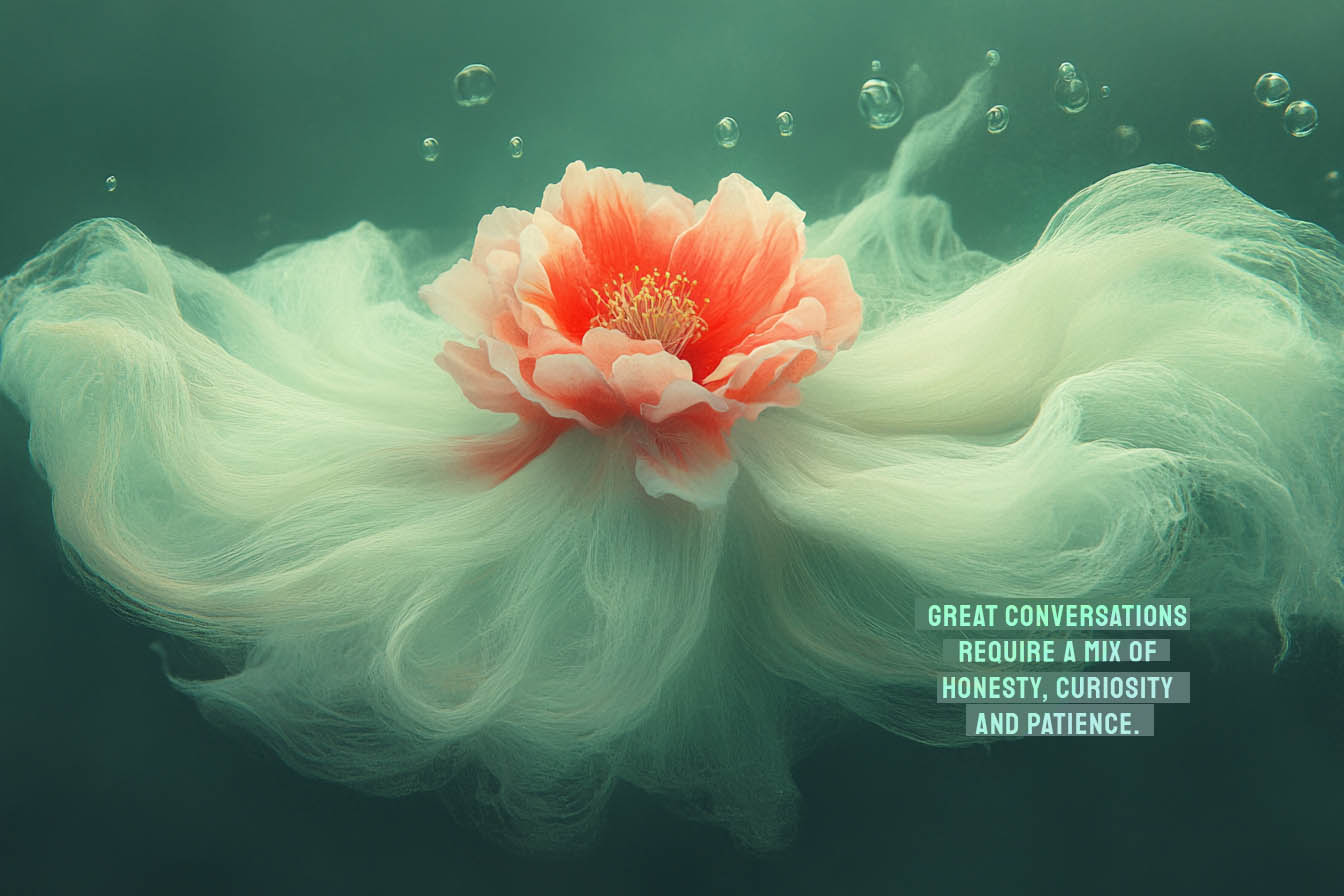 GREAT CONVERSATIONS
REQUIRE A MIX OF
HONESTY, CURIOSITY
AND PATIENCE.